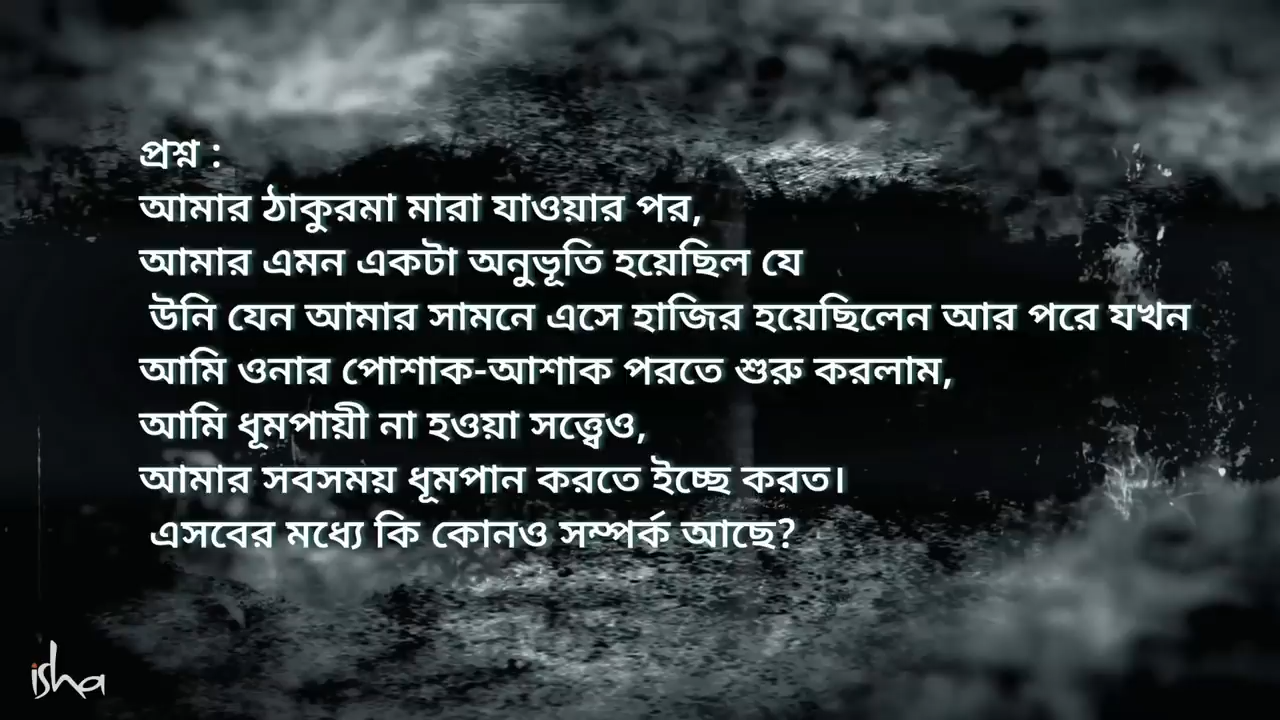 প্রশ্ন :
আমার ঠাকুরমা মারা যাওয়ার পর,
আমার এমন একটা অনুভূতি হয়েছিল যে
উনি যেন আমার সামনে এসে হাজির হয়েছিলেন আর পরে যখন
আমি ওনার পোশাক-আশাক পরতে শুরু করলাম,
আমি ধূমপায়ী না হওয়া সত্ত্বেও,
আমার সবসময় ধূমপান করতে ইচ্ছে করত।
এসবের মধ্যে কি কোনও সম্পর্ক আছে?
isha